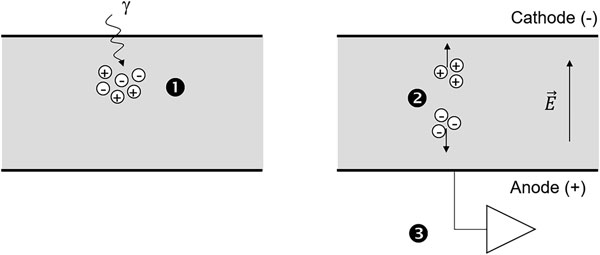 γ
Cathode (-)
+ - -
- + +
❶
+ +
+
❷
-
- -
E⃗
Anode (+)
❸